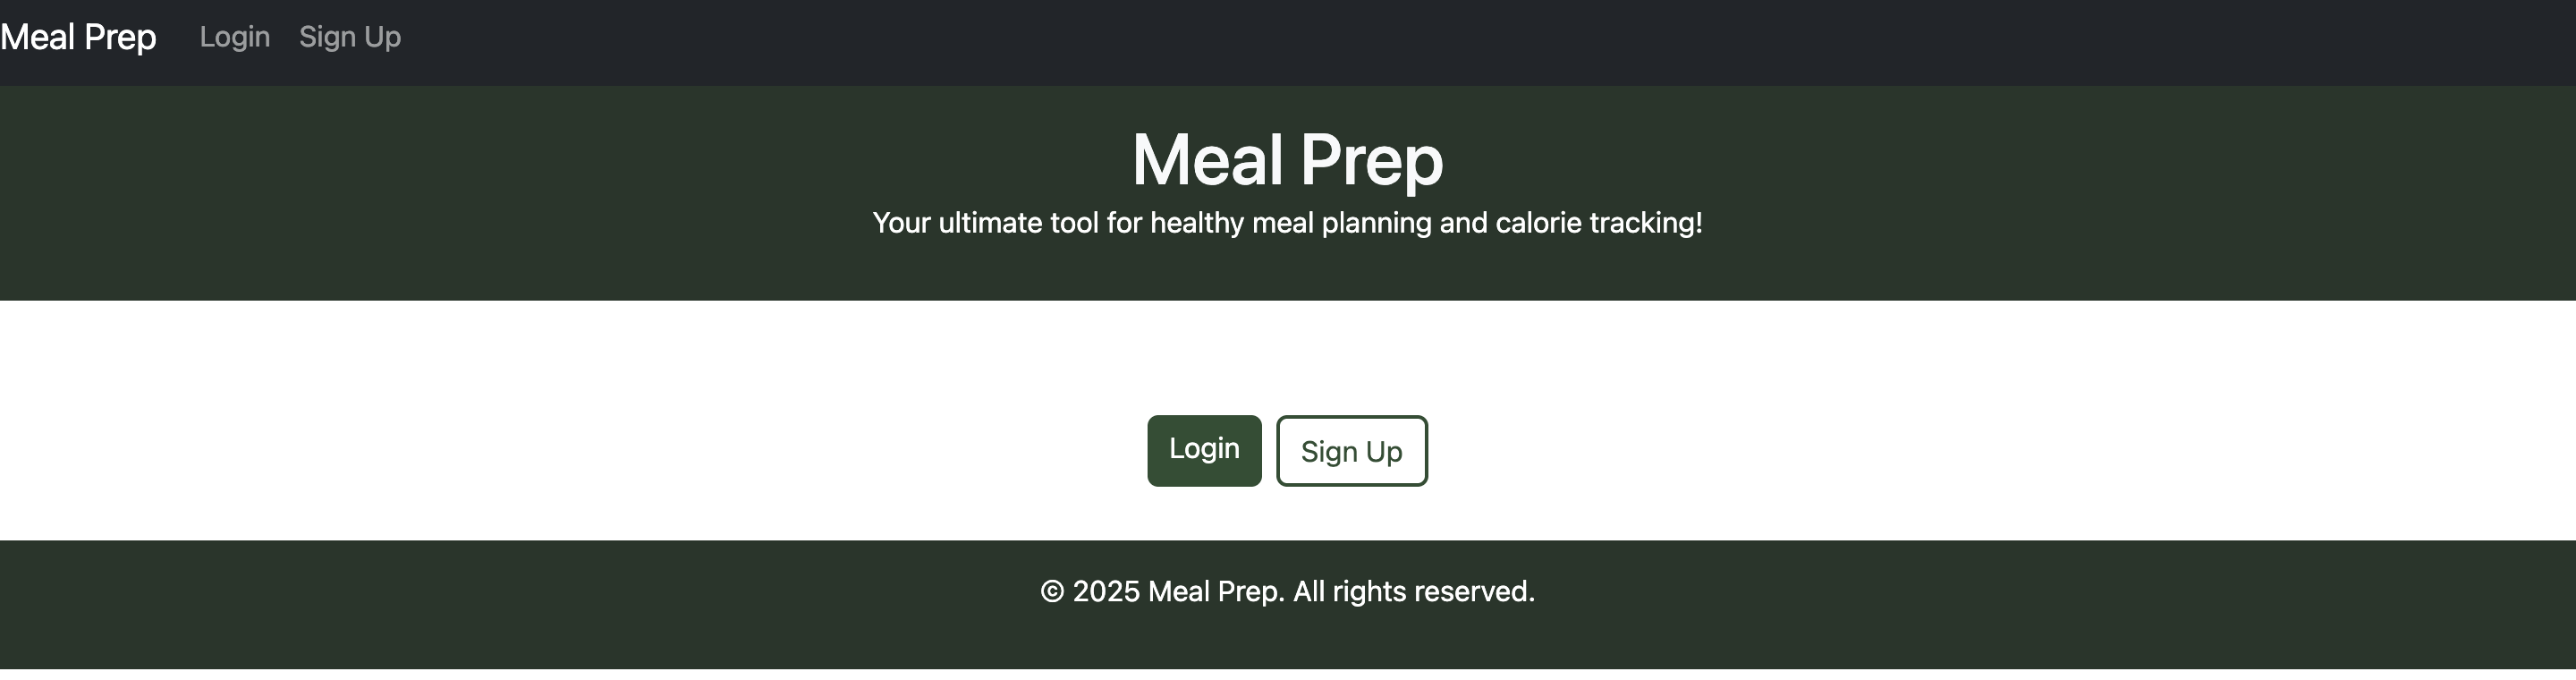 Meal Prep Login Sign Up
Meal Prep
Your ultimate tool for healthy meal planning and calorie tracking!
Login Sign Up
© 2025 Meal Prep. All rights reserved.